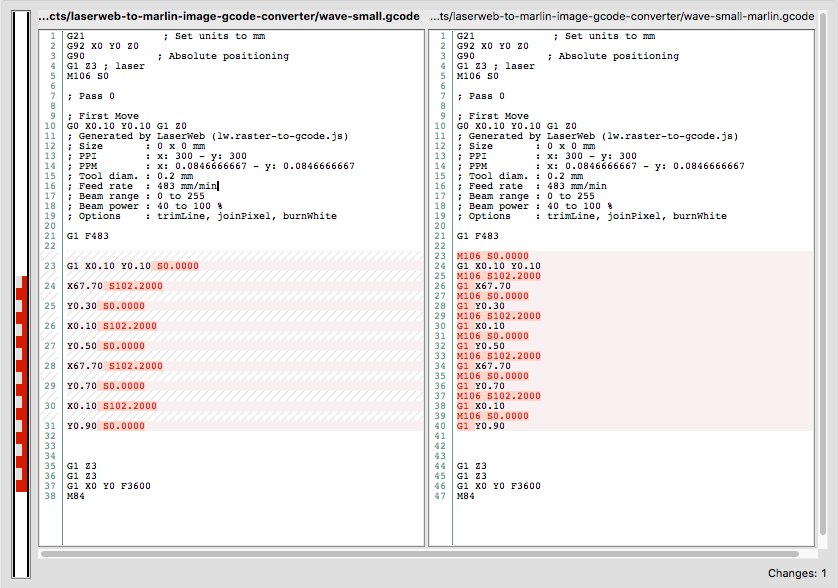 ...cts/laserweb-to-marlin-image-gcode-converter/wave-small.gcode
1 G21 ; Set units to mm
2 G92 X0 Y0 Z0
3 G90 ; Absolute positioning
4 G1 Z3 ; laser
5 M106 S0
6
7 ; Pass 0
8
9 ; First Move
10 G0 X0.10 Y0.10 G1 Z0
11 ; Generated by LaserWeb (lw.raster-to-gcode.js)
12 ; Size : 0 x 0 mm
13 ; PPI : x: 300 - y: 300
14 ; PPM : x: 0.0846666667 - y: 0.0846666667
15 ; Tool diam. : 0.2 mm
16 ; Feed rate : 483 mm/min
17 ; Beam range : 0 to 255
18 ; Beam power : 40 to 100 %
19 ; Options : trimLine, joinPixel, burnWhite
20
21 G1 F483
22
23 G1 X0.10 Y0.10 S0.0000
24 X67.70 S102.2000
25 Y0.30 S0.0000
26 X0.10 S102.2000
27 Y0.50 S0.0000
28 X67.70 S102.2000
29 Y0.70 S0.0000
30 X0.10 S102.2000
31 Y0.90 S0.0000
32
33
34
35 G1 Z3
36 G1 Z3
37 G1 X0 Y0 F3600
38 M84
...ts/laserweb-to-marlin-image-gcode-converter/wave-small-marlin.gcode
1 G21 ; Set units to mm
2 G92 X0 Y0 Z0
3 G90 ; Absolute positioning
4 G1 Z3 ; laser
5 M106 S0
6
7 ; Pass 0
8
9 ; First Move
10 G0 X0.10 Y0.10 G1 Z0
11 ; Generated by LaserWeb (lw.raster-to-gcode.js)
12 ; Size : 0 x 0 mm
13 ; PPI : x: 300 - y: 300
14 ; PPM : x: 0.0846666667 - y: 0.0846666667
15 ; Tool diam. : 0.2 mm
16 ; Feed rate : 483 mm/min
17 ; Beam range : 0 to 255
18 ; Beam power : 40 to 100 %
19 ; Options : trimLine, joinPixel, burnWhite
20
21 G1 F483
22
23 M106 S0.0000
24 G1 X0.10 Y0.10
25 M106 S102.2000
26 G1 X67.70
27 M106 S0.0000
28 G1 Y0.30
29 M106 S102.2000
30 G1 X0.10
31 M106 S0.0000
32 G1 Y0.50
33 M106 S102.2000
34 G1 X67.70
35 M106 S0.0000
36 G1 Y0.70
37 M106 S102.2000
38 G1 X0.10
39 M106 S0.0000
40 G1 Y0.90
41
42
43
44 G1 Z3
45 G1 Z3
46 G1 X0 Y0 F3600
47 M84
Changes: 1